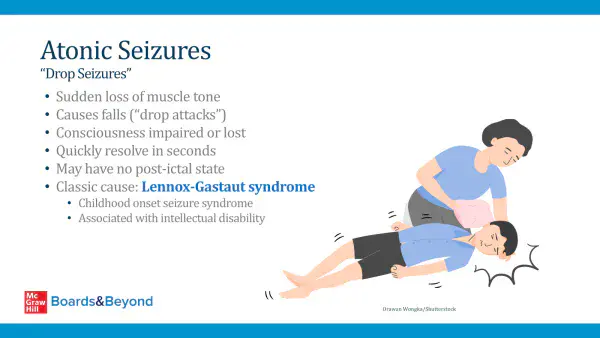 Atonic Seizures
“Drop Seizures”
• Sudden loss of muscle tone
• Causes falls (“drop attacks”)
• Consciousness impaired or lost
• Quickly resolve in seconds
• May have no post-ictal state
• Classic cause: Lennox-Gastaut syndrome
• Childhood onset seizure syndrome
• Associated with intellectual disability
Mc
Graw
Hill
Boards&Beyond
Orawan Wongka/Shutterstock